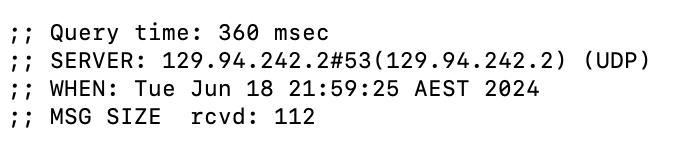 ;; Query time: 360 msec
;; SERVER: 129.94.242.2#53(129.94.242.2) (UDP)
;; WHEN: Tue Jun 18 21:59:25 AEST 2024
;; MSG SIZE  rcvd: 112